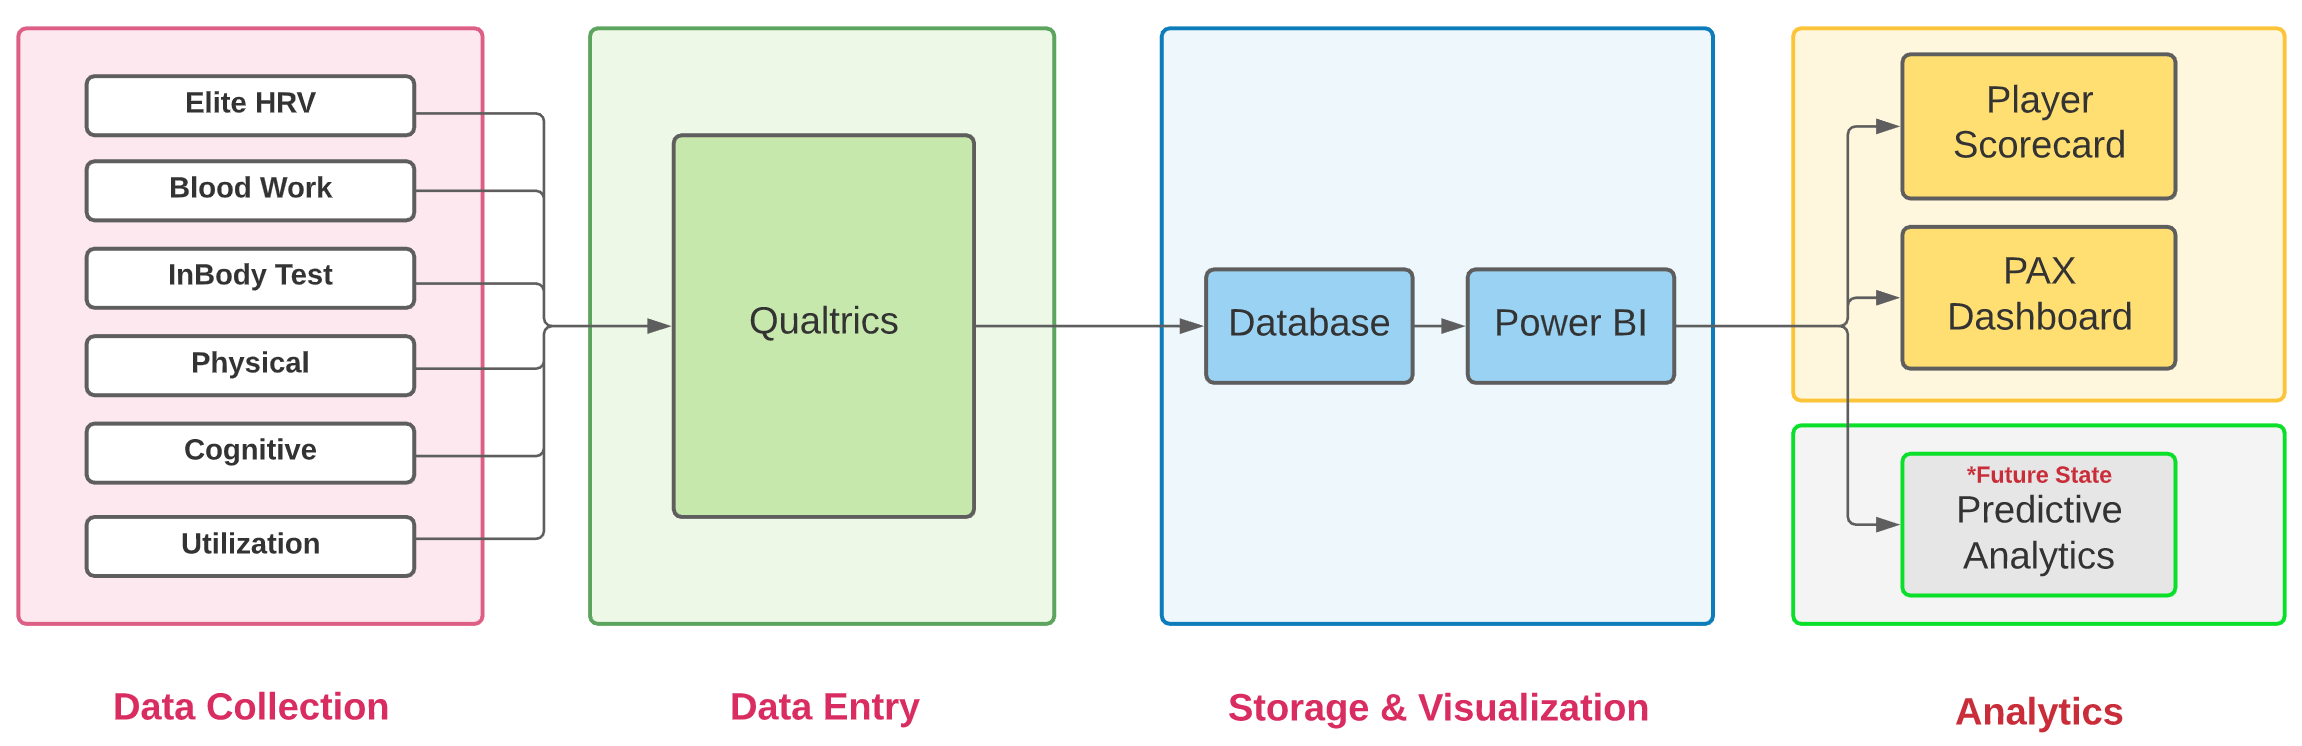 Elite HRV
Blood Work
InBody Test
Physical
Cognitive
Utilization
Data Collection
Qualtrics
Data Entry
Database
Power BI
Storage & Visualization
Player
Scorecard
PAX
Dashboard
*Future State
Predictive
Analytics
Analytics